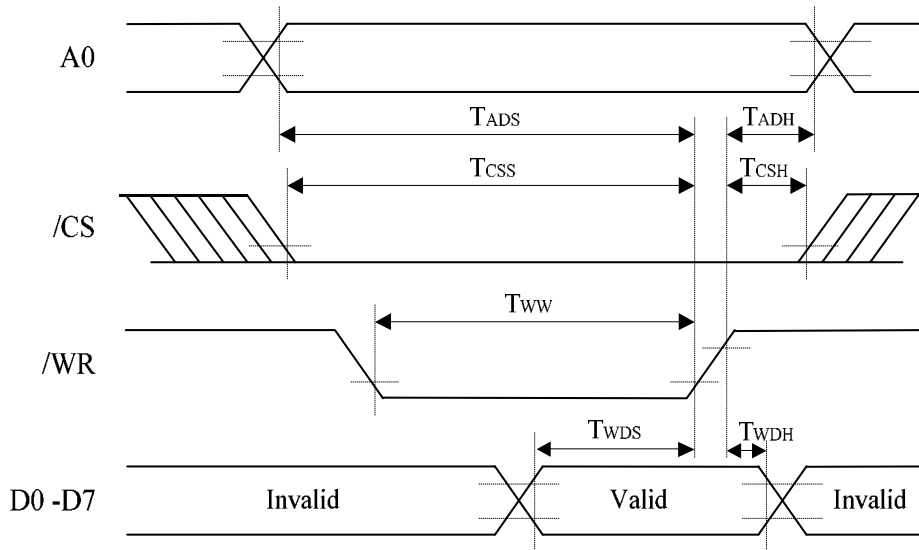 A0
TADS
TADH
TCSS
TCSH
/CS
TWW
/WR
TWDS
TWDH
D0 -D7
Invalid
Valid
Invalid